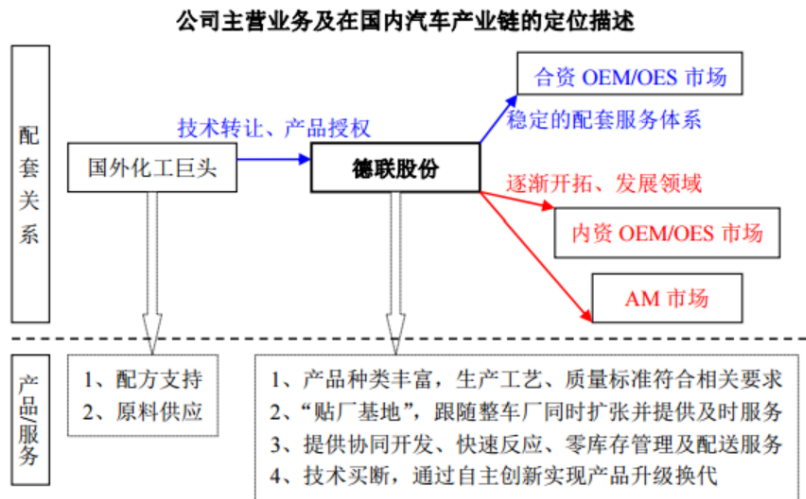 公司主营业务及在国内汽车产业链的定位描述
配套关系
合资 OEM/OES 市场
技术转让、产品授权
稳定的配套服务体系
国外化工巨头
德联股份
逐渐开拓、发展领域
内资 OEM/OES 市场
AM 市场
产品/服务
1、配方支持
2、原料供应
1、产品种类丰富，生产工艺、质量标准符合相关要求
2、“贴厂基地”，跟随整车厂同时扩张并提供及时服务
3、提供协同开发、快速反应、零库存管理及配送服务
4、技术买断，通过自主创新实现产品升级换代